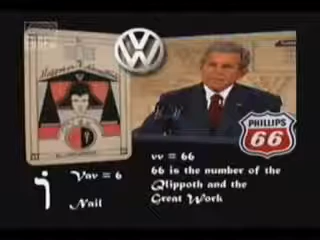 VW
PHILLIPS
66
ו
Vav = 6
Nail
vv = 66
66 is the number of the
Qlippoth and the
Great Work